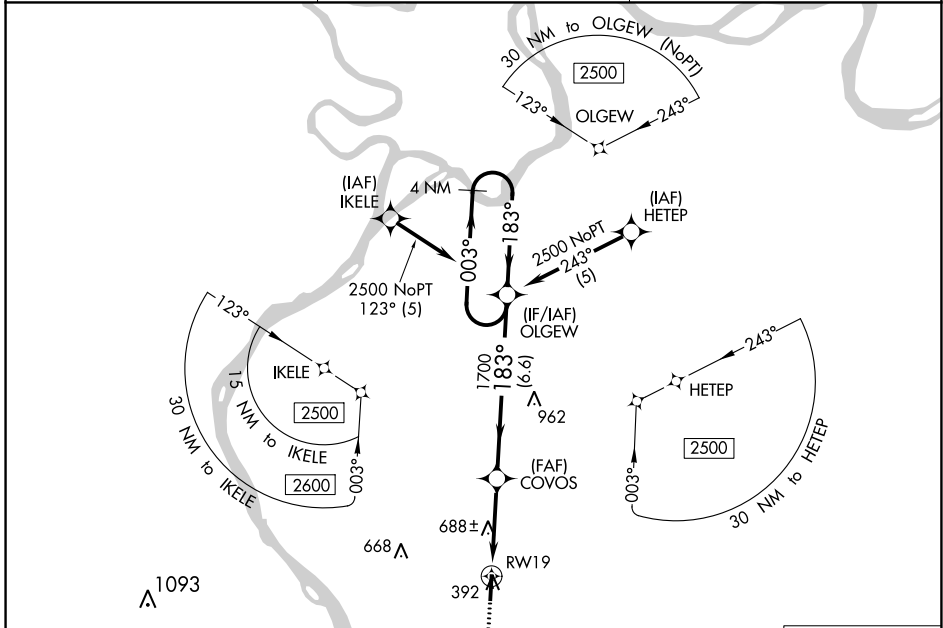 30 NM to OLGEW (NoPT)
2500
123°
243°
OLGEW
(IAF)
IKELE
4 NM
183°
003°
(IAF)
HETEP
2500 NoPT
243°
(5)
2500 NoPT
123° (5)
(IF/IAF)
OLGEW
1700
183°
(6.6)
962
123°
IKELE
2500
15 NM to IKELE
2600
30 NM to IKELE
003°
243°
HETEP
2500
003°
30 NM to HETEP
(FAF)
COVOS
688±
668
RW19
392
1093